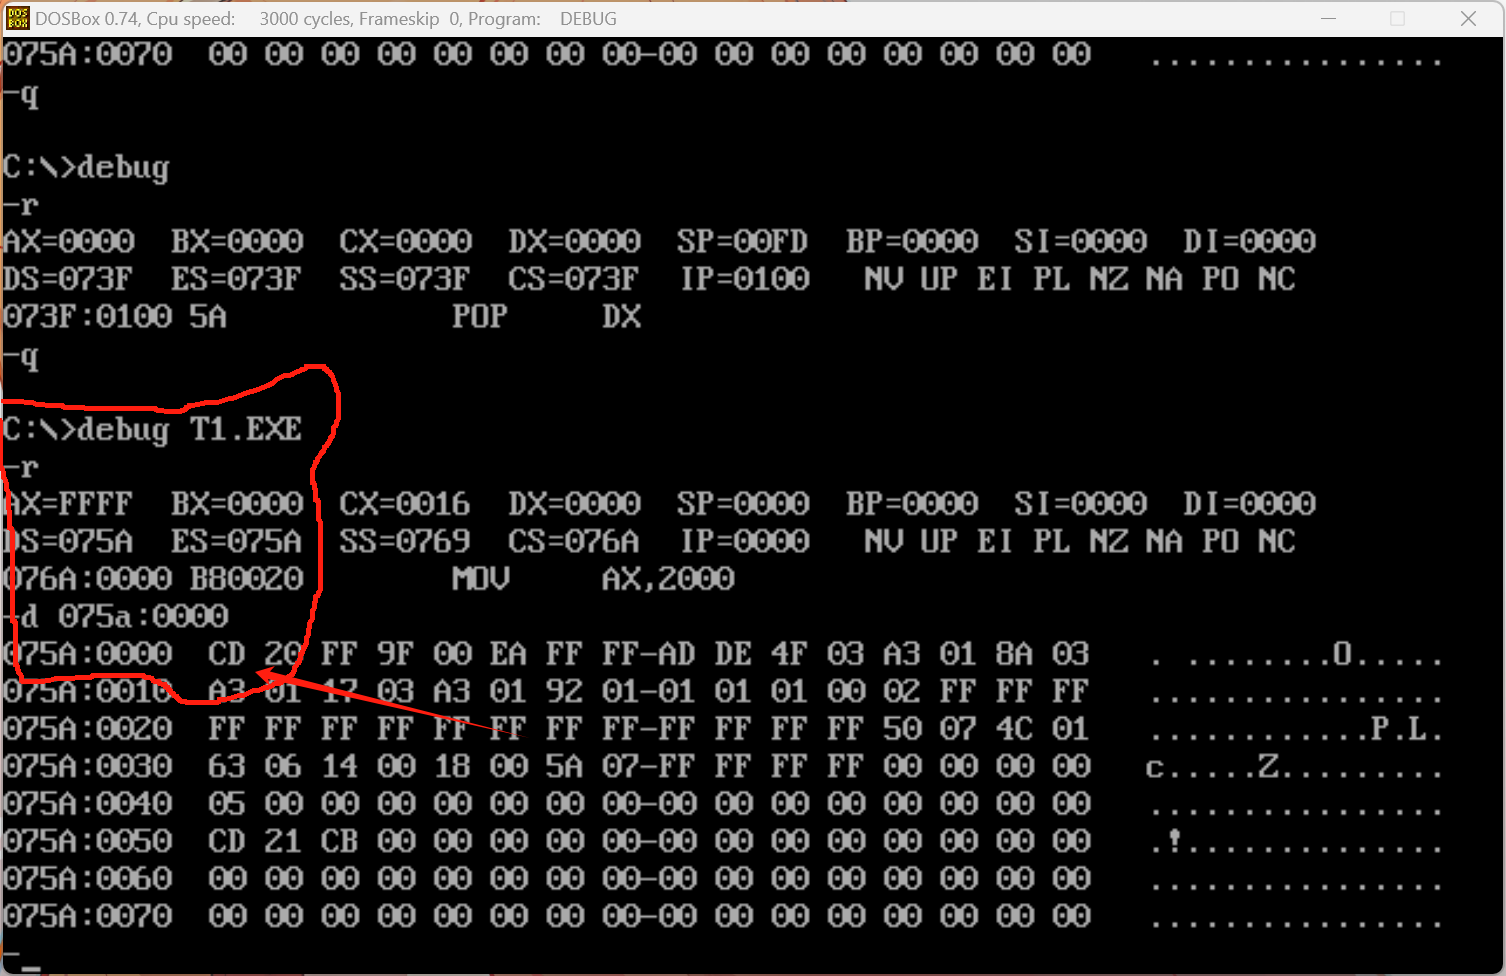 DOSBox 0.74, Cpu speed:    3000 cycles, Frameskip  0, Program:    DEBUG
075A:0070  00 00 00 00 00 00 00 00-00 00 00 00 00 00 00 00   ................
-q
C:\>debug
-r
AX=0000  BX=0000  CX=0000  DX=0000  SP=00FD  BP=0000  SI=0000  DI=0000
DS=073F  ES=073F  SS=073F  CS=073F  IP=0100   NV UP EI PL NZ NA PO NC
073F:0100 5A            POP     DX
-q
C:\>debug T1.EXE
-r
AX=FFFF  BX=0000  CX=0016  DX=0000  SP=0000  BP=0000  SI=0000  DI=0000
DS=075A  ES=075A  SS=0769  CS=076A  IP=0000   NV UP EI PL NZ NA PO NC
076A:0000 B80020        MOV     AX,2000
-d 075a:0000
075A:0000  CD 20 FF 9F 00 EA FF FF-AD DE 4F 03 A3 01 8A 03   . ........O.....
075A:0010  A3 01 17 03 A3 01 92 01-01 01 01 00 02 FF FF FF   ................
075A:0020  FF FF FF FF FF FF FF FF-FF FF FF FF 50 07 4C 01   ............P.L.
075A:0030  63 06 14 00 18 00 5A 07-FF FF FF FF 00 00 00 00   c.....Z.........
075A:0040  05 00 00 00 00 00 00 00-00 00 00 00 00 00 00 00   ................
075A:0050  CD 21 CB 00 00 00 00 00-00 00 00 00 00 00 00 00   .!..............
075A:0060  00 00 00 00 00 00 00 00-00 00 00 00 00 00 00 00   ................
075A:0070  00 00 00 00 00 00 00 00-00 00 00 00 00 00 00 00   ................
-_